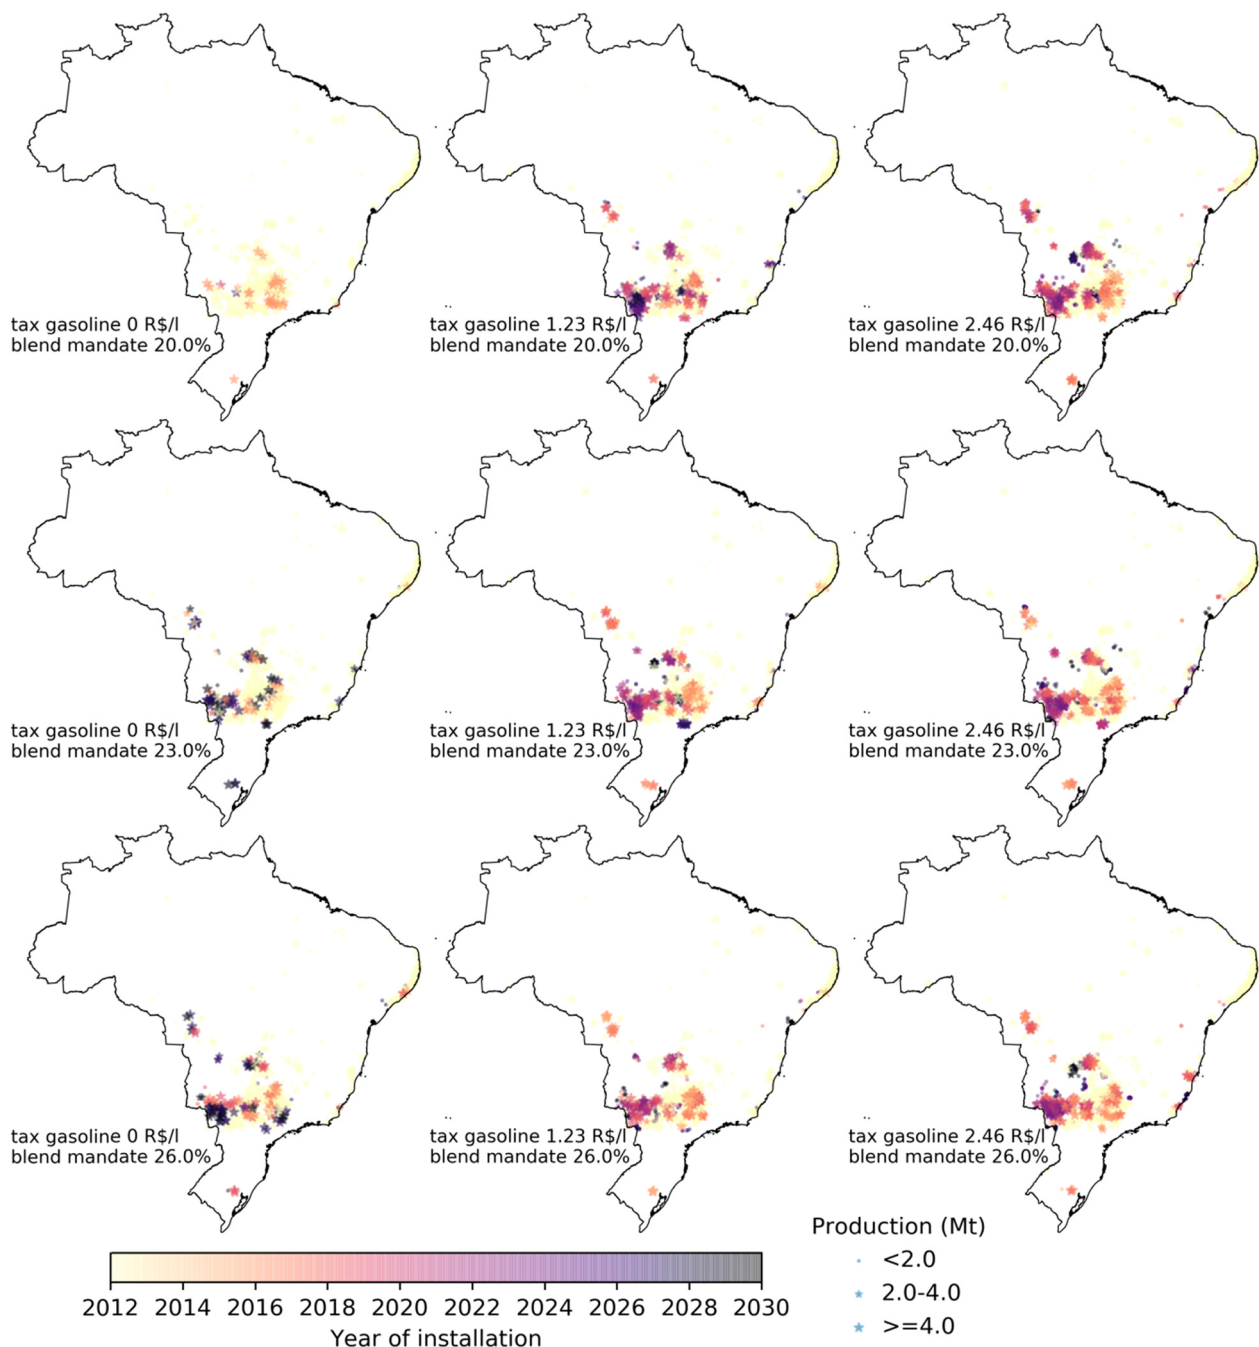 tax gasoline 0 R$/l
blend mandate 20.0%
tax gasoline 1.23 R$/l
blend mandate 20.0%
tax gasoline 2.46 R$/l
blend mandate 20.0%
tax gasoline 0 R$/l
blend mandate 23.0%
tax gasoline 1.23 R$/l
blend mandate 23.0%
tax gasoline 2.46 R$/l
blend mandate 23.0%
tax gasoline 0 R$/l
blend mandate 26.0%
tax gasoline 1.23 R$/l
blend mandate 26.0%
tax gasoline 2.46 R$/l
blend mandate 26.0%
2012 2014 2016 2018 2020 2022 2024 2026 2028 2030
Year of installation
Production (Mt)
<2.0
2.0-4.0
>=4.0